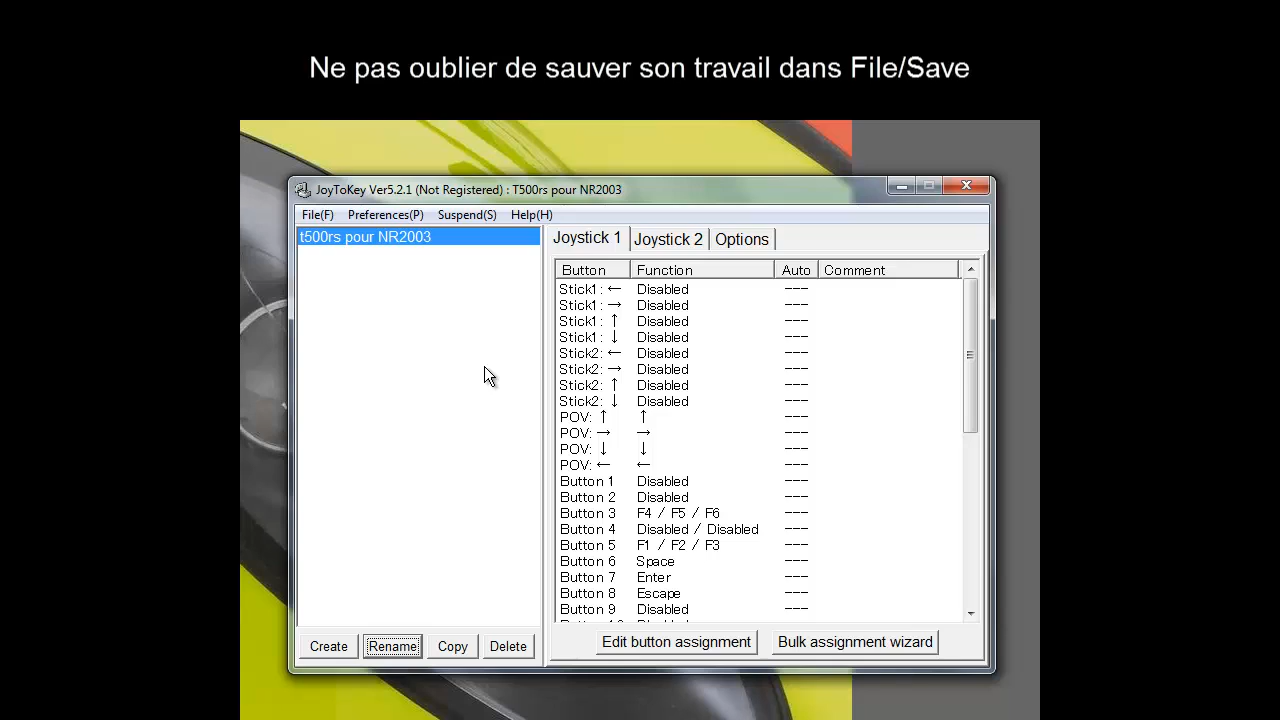 Ne pas oublier de sauver son travail dans File/Save
JoyToKey Ver5.2.1 (Not Registered) : T500rs pour NR2003
File(F) Preferences(P) Suspend(S) Help(H)
t500rs pour NR2003
Joystick 1 Joystick 2 Options
Button Function Auto Comment
Stick1: ← Disabled ---
Stick1: → Disabled ---
Stick1: ↑ Disabled ---
Stick1: ↓ Disabled ---
Stick2: ← Disabled ---
Stick2: → Disabled ---
Stick2: ↑ Disabled ---
Stick2: ↓ Disabled ---
POV: ↑ ↑ ---
POV: → → ---
POV: ↓ ↓ ---
POV: ← ← ---
Button 1 Disabled ---
Button 2 Disabled ---
Button 3 F4 / F5 / F6 ---
Button 4 Disabled / Disabled ---
Button 5 F1 / F2 / F3 ---
Button 6 Space ---
Button 7 Enter ---
Button 8 Escape ---
Button 9 Disabled ---
Create Rename Copy Delete
Edit button assignment Bulk assignment wizard